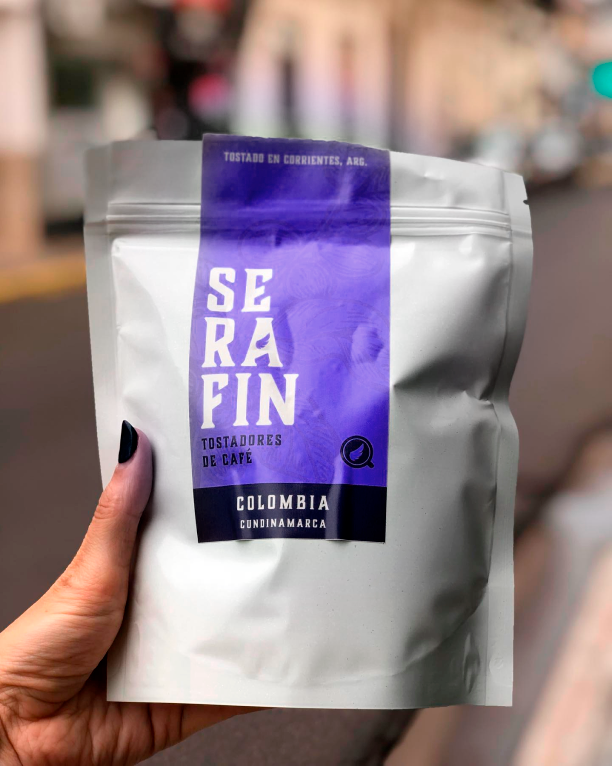 TOSTADO EN CORRIENTES, ARG.
SE
RA
FIN
TOSTADORES
DE CAFÉ
COLOMBIA
CUNDINAMARCA